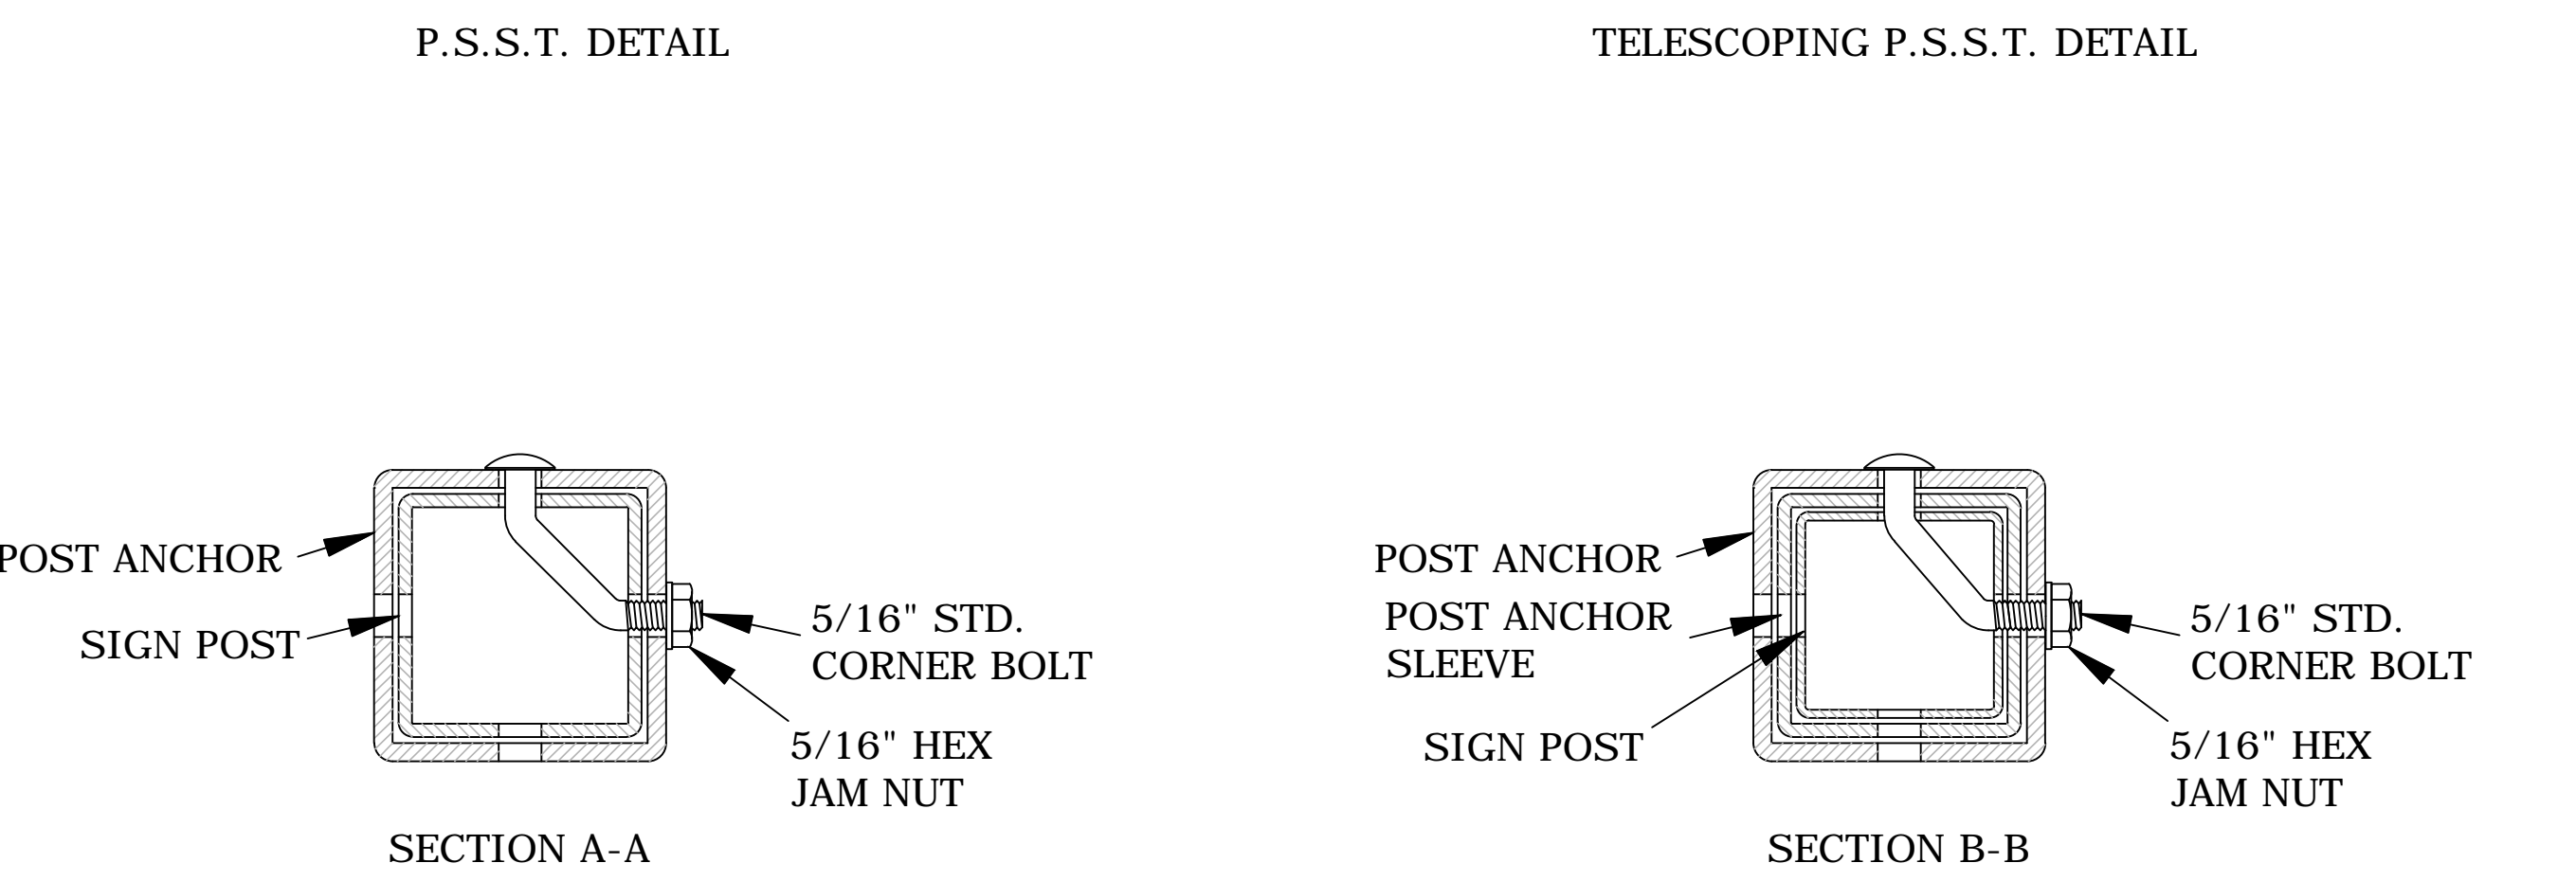 P.S.S.T. DETAIL
TELESCOPING P.S.S.T. DETAIL
POST ANCHOR
SIGN POST
5/16" STD.
CORNER BOLT
5/16" HEX
JAM NUT
SECTION A-A
POST ANCHOR
POST ANCHOR
SLEEVE
SIGN POST
5/16" STD.
CORNER BOLT
5/16" HEX
JAM NUT
SECTION B-B